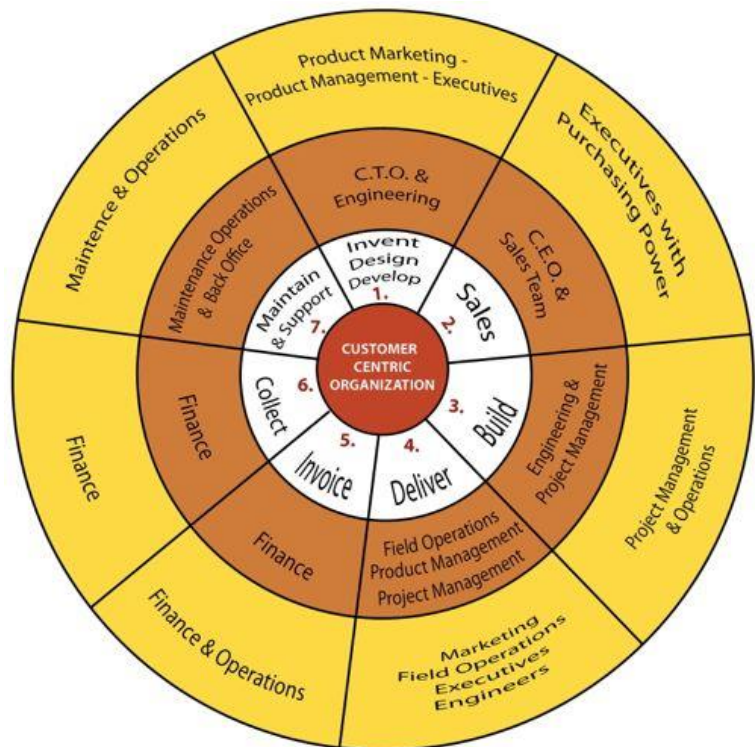 Product Marketing -
Product Management - Executives
Executives with
Purchasing Power
Project Management
& Operations
Marketing
Field Operations
Executives
Engineers
Finance & Operations
Finance
Maintence & Operations
C.T.O. &
Engineering
C.E.O. &
Sales Team
Engineering &
Project Management
Field Operations
Product Management
Project Management
Finance
Finance
Maintenance Operations
& Back Office
Invent
Design
Develop
1.
Sales
2.
3.
Build
4.
Deliver
5.
Invoice
6.
Collect
Maintain
& Support
7.
CUSTOMER
CENTRIC
ORGANIZATION